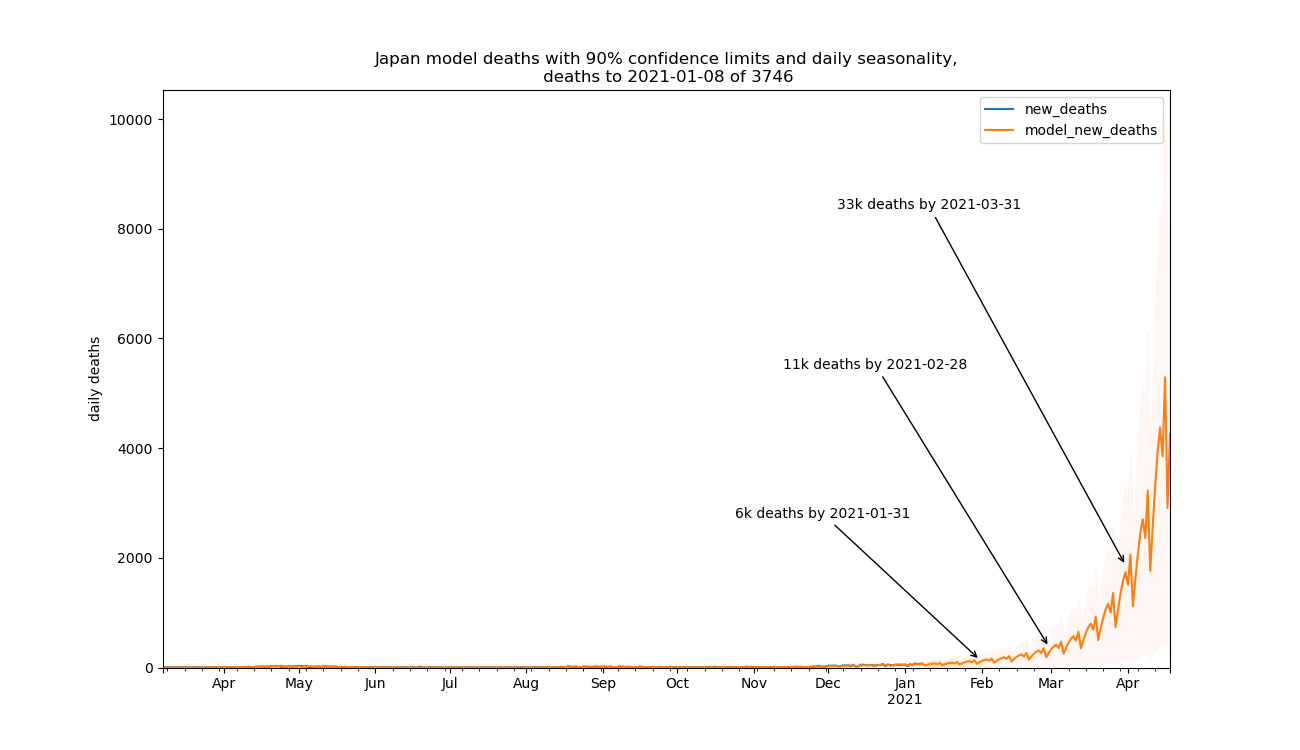 Japan model deaths with 90% confidence limits and daily seasonality,
deaths to 2021-01-08 of 3746
new_deaths
model_new_deaths
10000
8000
6000
4000
2000
0
daily deaths
33k deaths by 2021-03-31
11k deaths by 2021-02-28
6k deaths by 2021-01-31
Apr May Jun Jul Aug Sep Oct Nov Dec Jan Feb Mar Apr
2021